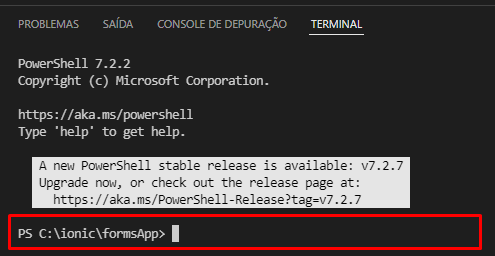 PROBLEMAS SAÍDA CONSOLE DE DEPURAÇÃO TERMINAL
PowerShell 7.2.2
Copyright (c) Microsoft Corporation.
https://aka.ms/powershell
Type 'help' to get help.
A new PowerShell stable release is available: v7.2.7
Upgrade now, or check out the release page at:
https://aka.ms/PowerShell-Release?tag=v7.2.7
PS C:\ionic\formsApp>